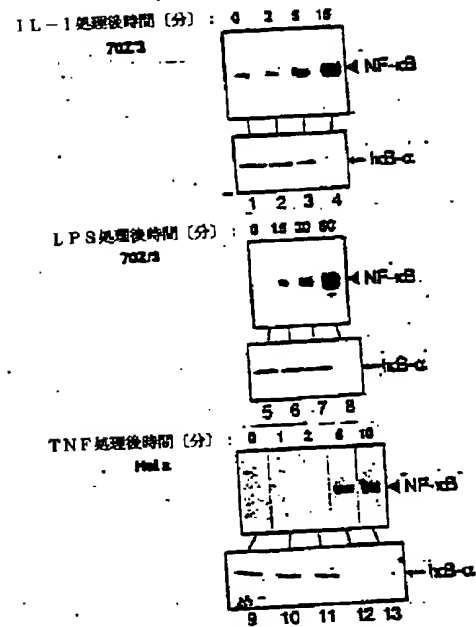 IL-1処理後時間〔分〕: 0 2 5 15
70Z/3
NF-κB
IκB-α
1 2 3 4
LPS処理後時間〔分〕: 0 15 30 60
70Z/3
NF-κB
IκB-α
5 6 7 8
TNF処理後時間〔分〕: 0 1 2 5 10
HeLa
NF-κB
IκB-α
9 10 11 12 13